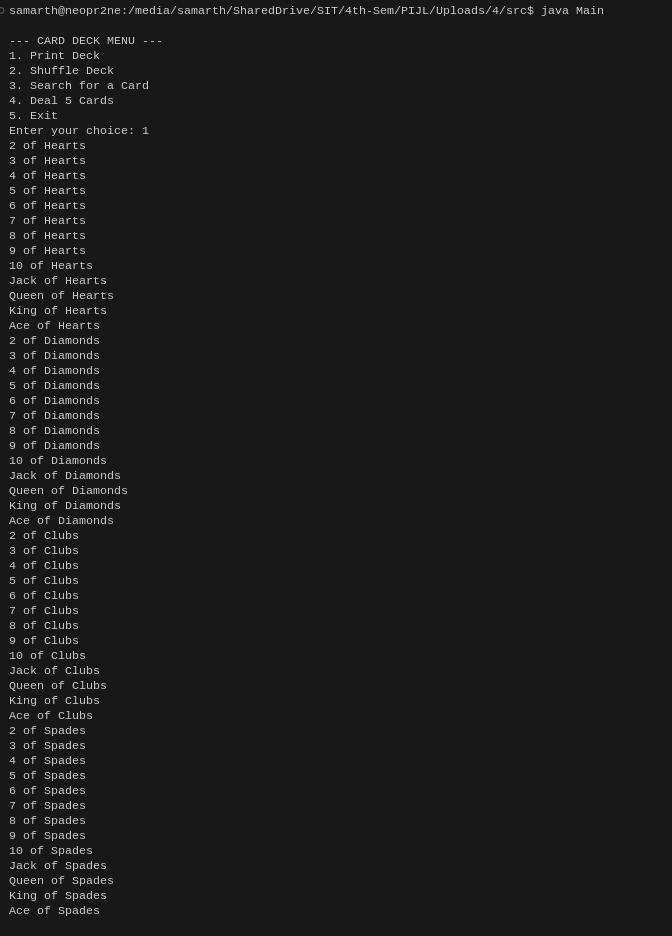 samarth@neopr2ne:/media/samarth/SharedDrive/SIT/4th-Sem/PIJL/Uploads/4/src$ java Main
--- CARD DECK MENU ---
1. Print Deck
2. Shuffle Deck
3. Search for a Card
4. Deal 5 Cards
5. Exit
Enter your choice: 1
2 of Hearts
3 of Hearts
4 of Hearts
5 of Hearts
6 of Hearts
7 of Hearts
8 of Hearts
9 of Hearts
10 of Hearts
Jack of Hearts
Queen of Hearts
King of Hearts
Ace of Hearts
2 of Diamonds
3 of Diamonds
4 of Diamonds
5 of Diamonds
6 of Diamonds
7 of Diamonds
8 of Diamonds
9 of Diamonds
10 of Diamonds
Jack of Diamonds
Queen of Diamonds
King of Diamonds
Ace of Diamonds
2 of Clubs
3 of Clubs
4 of Clubs
5 of Clubs
6 of Clubs
7 of Clubs
8 of Clubs
9 of Clubs
10 of Clubs
Jack of Clubs
Queen of Clubs
King of Clubs
Ace of Clubs
2 of Spades
3 of Spades
4 of Spades
5 of Spades
6 of Spades
7 of Spades
8 of Spades
9 of Spades
10 of Spades
Jack of Spades
Queen of Spades
King of Spades
Ace of Spades